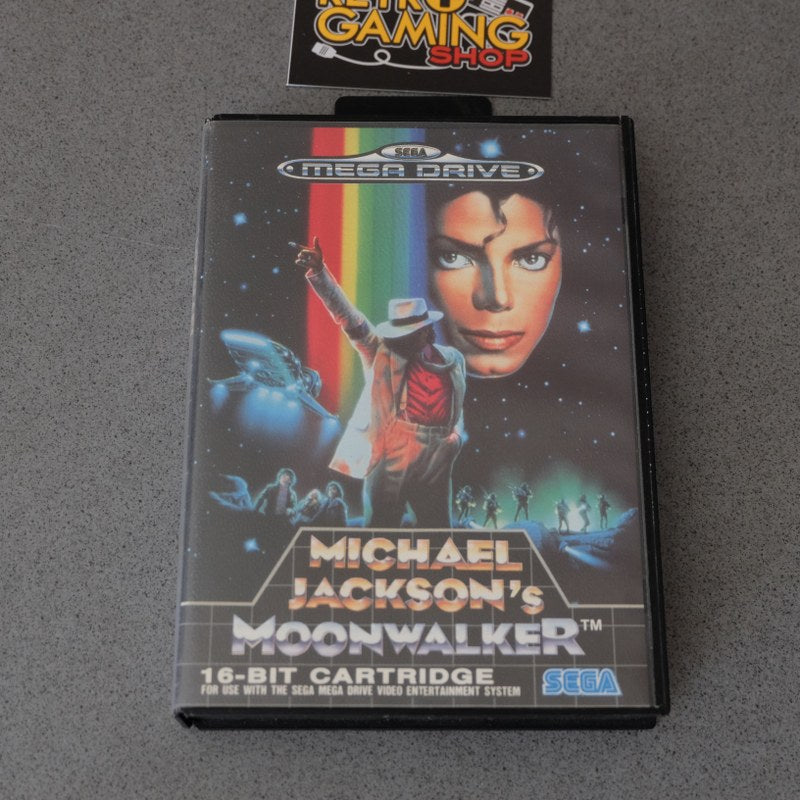 RETRO
GAMING
SHOP
SEGA
MEGA DRIVE
MICHAEL
JACKSON'S
MOONWALKER™
16-BIT CARTRIDGE
FOR USE WITH THE SEGA MEGA DRIVE VIDEO ENTERTAINMENT SYSTEM
SEGA